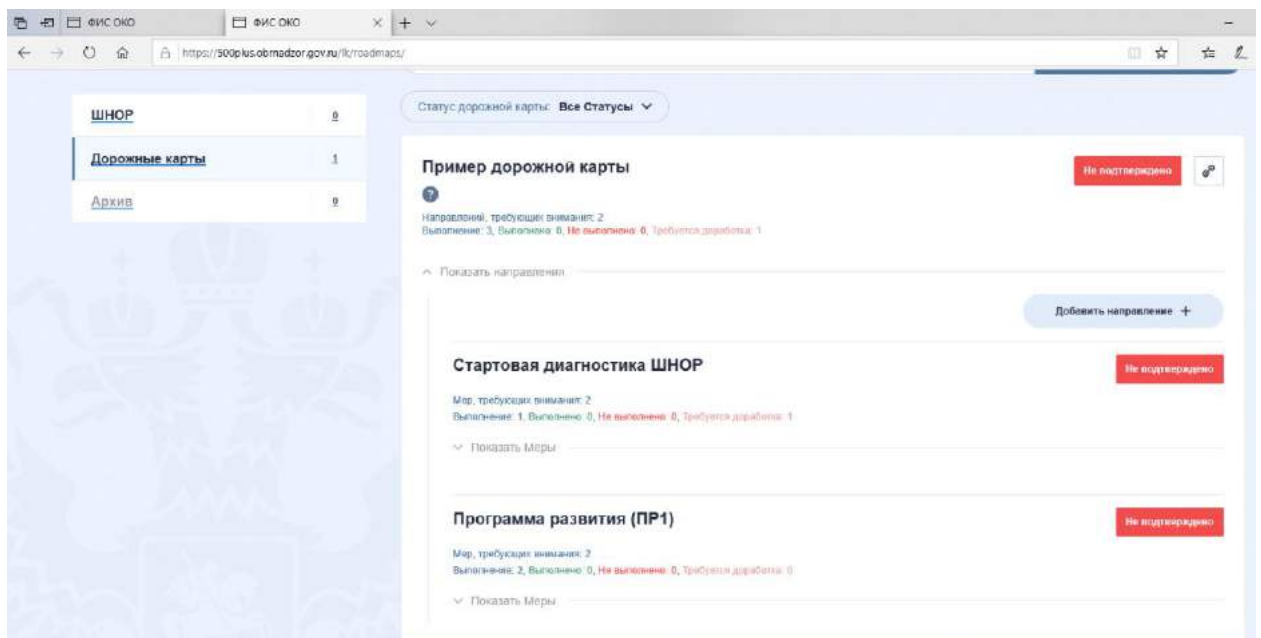 ФИС ОКО
ФИС ОКО
https://500plus.obrnadzor.gov.ru/lk/roadmaps/
ШНОР 0
Статус дорожной карты: Все Статусы
Дорожные карты 1
Пример дорожной карты
Не подтверждено
Архив 0
?
Направлений, требующих внимания: 2
Выполнение: 3, Выполнено: 0, Не выполнено: 0, Требуется доработка: 1
Показать направления
Добавить направление +
Стартовая диагностика ШНОР
Не подтверждено
Мер, требующих внимания: 2
Выполнение: 1, Выполнено: 0, Не выполнено: 0, Требуется доработка: 1
Показать Меры
Программа развития (ПР1)
Не подтверждено
Мер, требующих внимания: 2
Выполнение: 2, Выполнено: 0, Не выполнено: 0, Требуется доработка: 0
Показать Меры